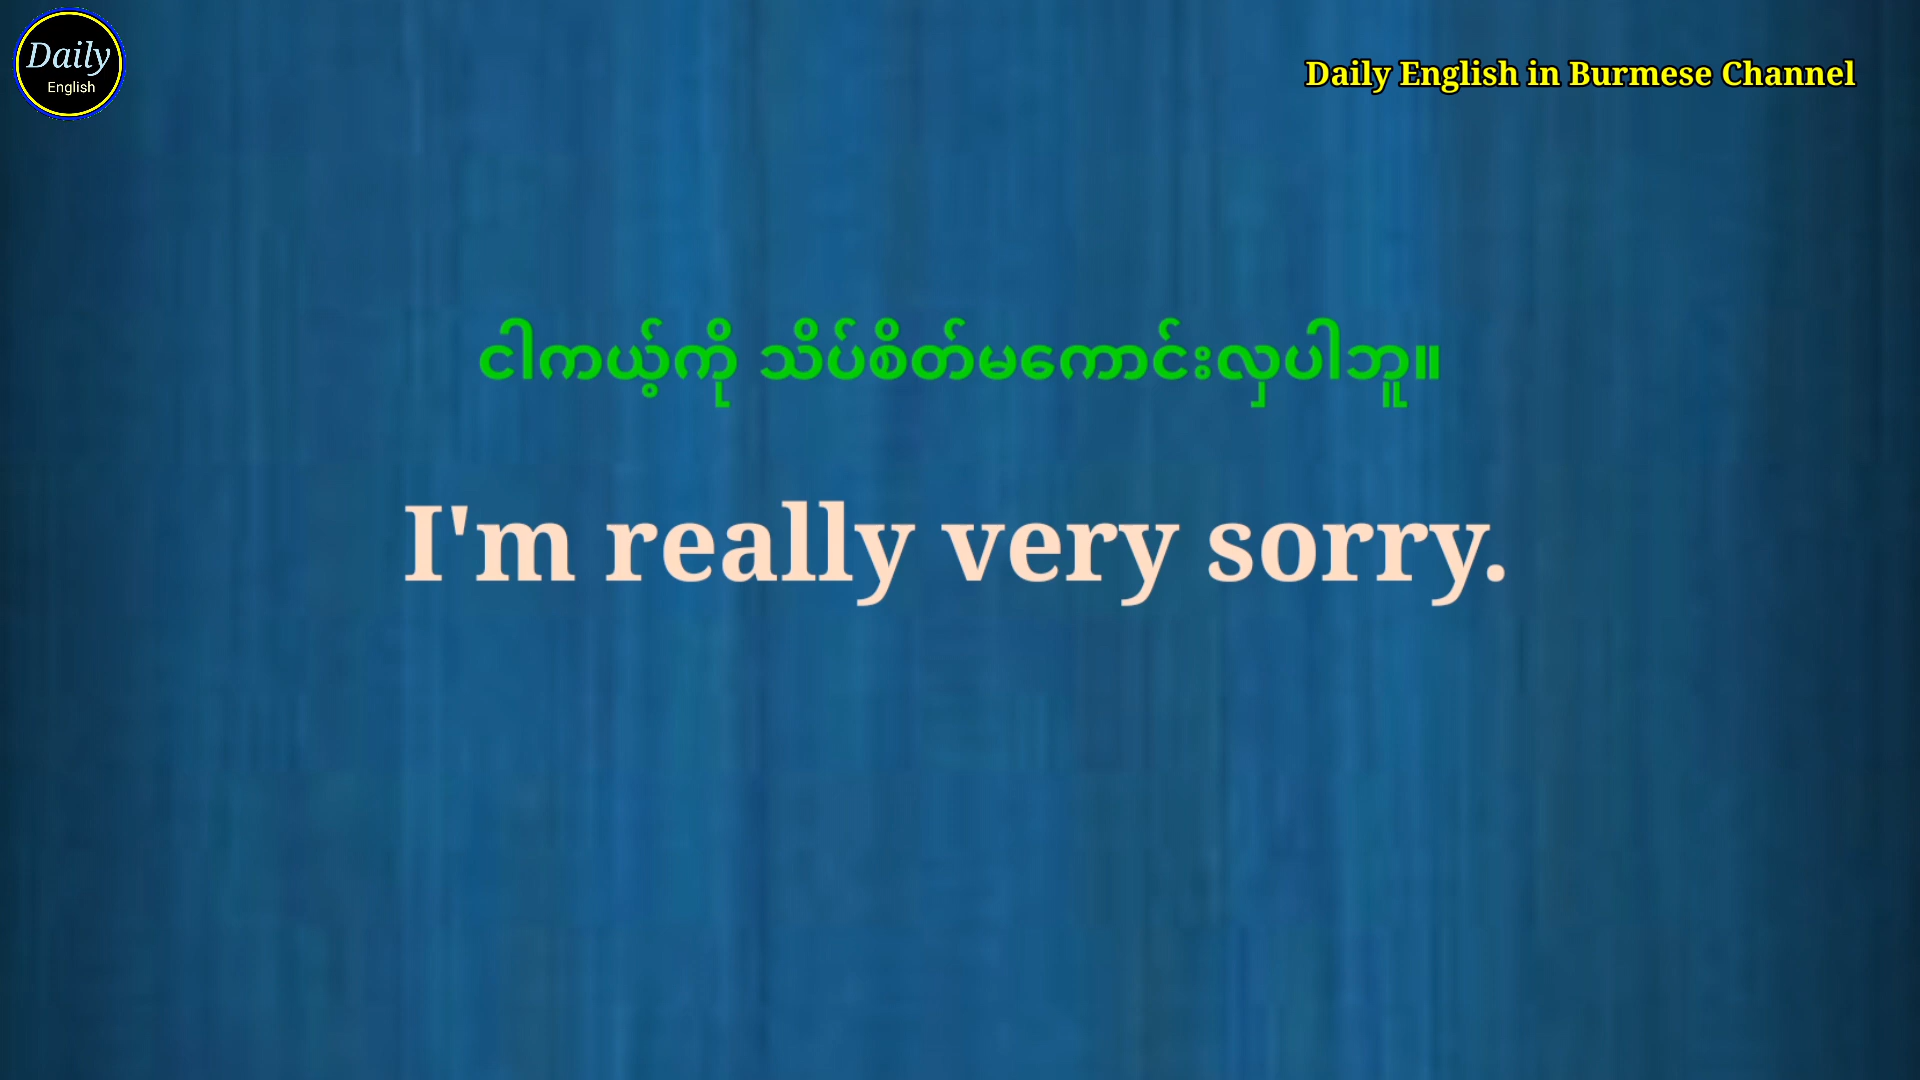 Daily
English
Daily English in Burmese Channel
ငါကယ့်ကို သိပ်စိတ်မကောင်းလှပါဘူ။
I'm really very sorry.